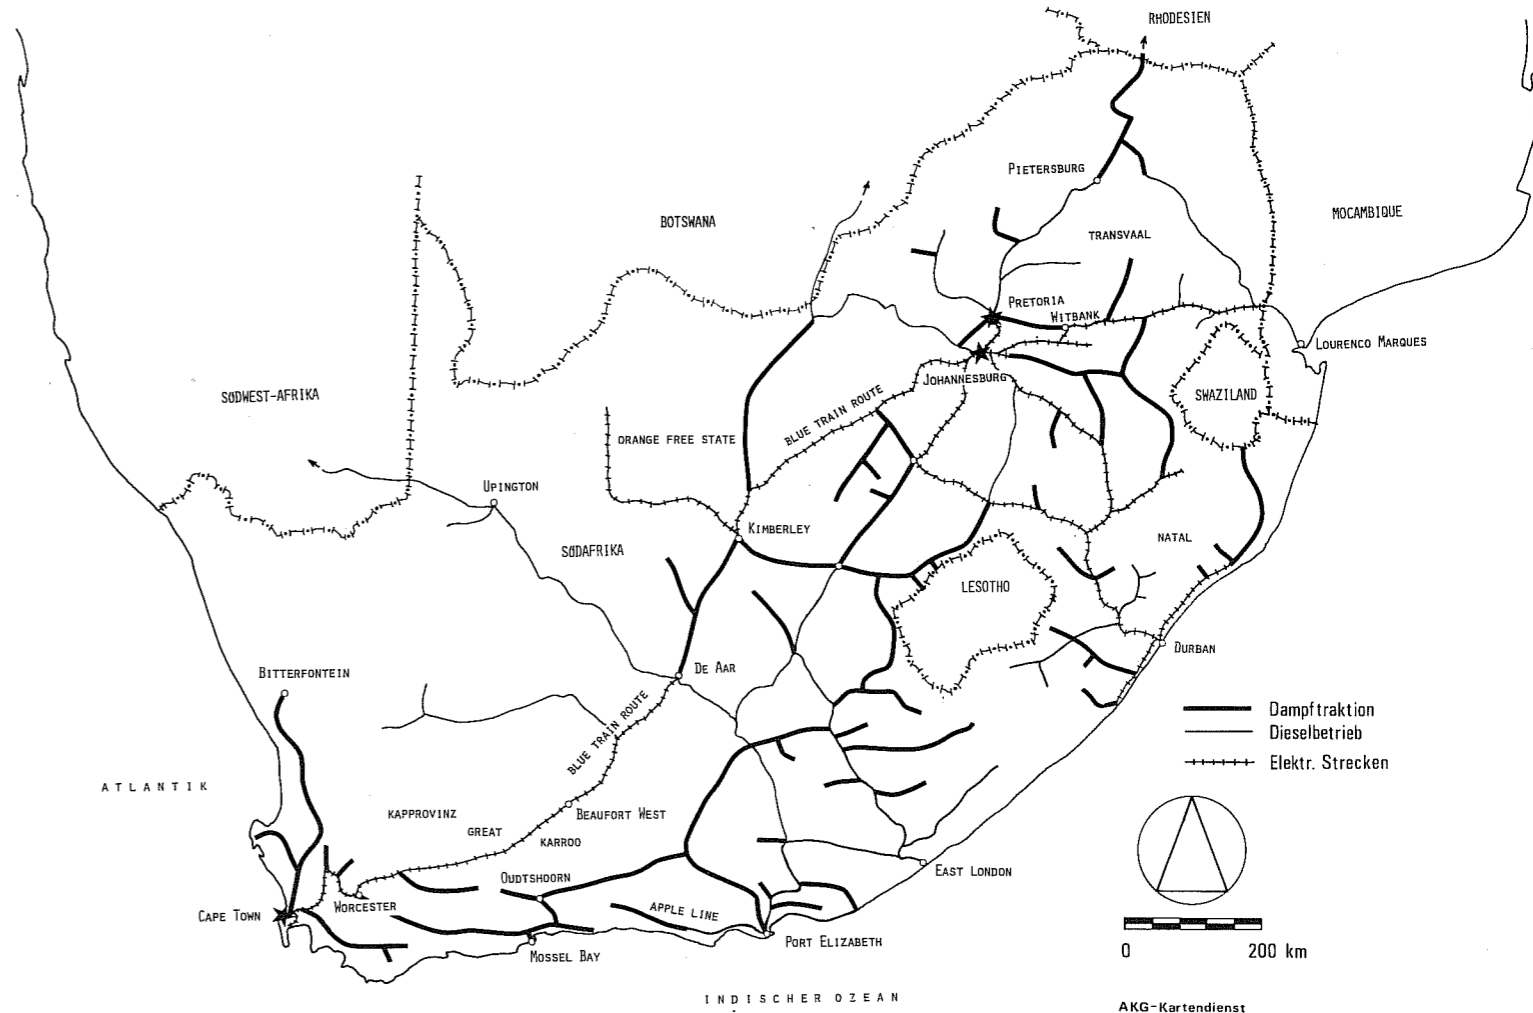 RHODESIEN
PIETERSBURG
BOTSWANA
MOCAMBIQUE
TRANSVAAL
PRETORIA
WITBANK
LOURENCO MARQUES
JOHANNESBURG
SWAZILAND
SØDWEST-AFRIKA
BLUE TRAIN ROUTE
ORANGE FREE STATE
UPINGTON
KIMBERLEY
NATAL
SØDAFRIKA
LESOTHO
DURBAN
BITTERFONTEIN
DE AAR
BLUE TRAIN ROUTE
Dampftraktion
Dieselbetrieb
Elektr. Strecken
ATLANTIK
KAPPROVINZ
BEAUFORT WEST
GREAT
KARROO
EAST LONDON
OUDTSHOORN
WORCESTER
CAPE TOWN
APPLE LINE
PORT ELIZABETH
MOSSEL BAY
0 200 km
INDISCHER OZEAN
AKG-Kartendienst